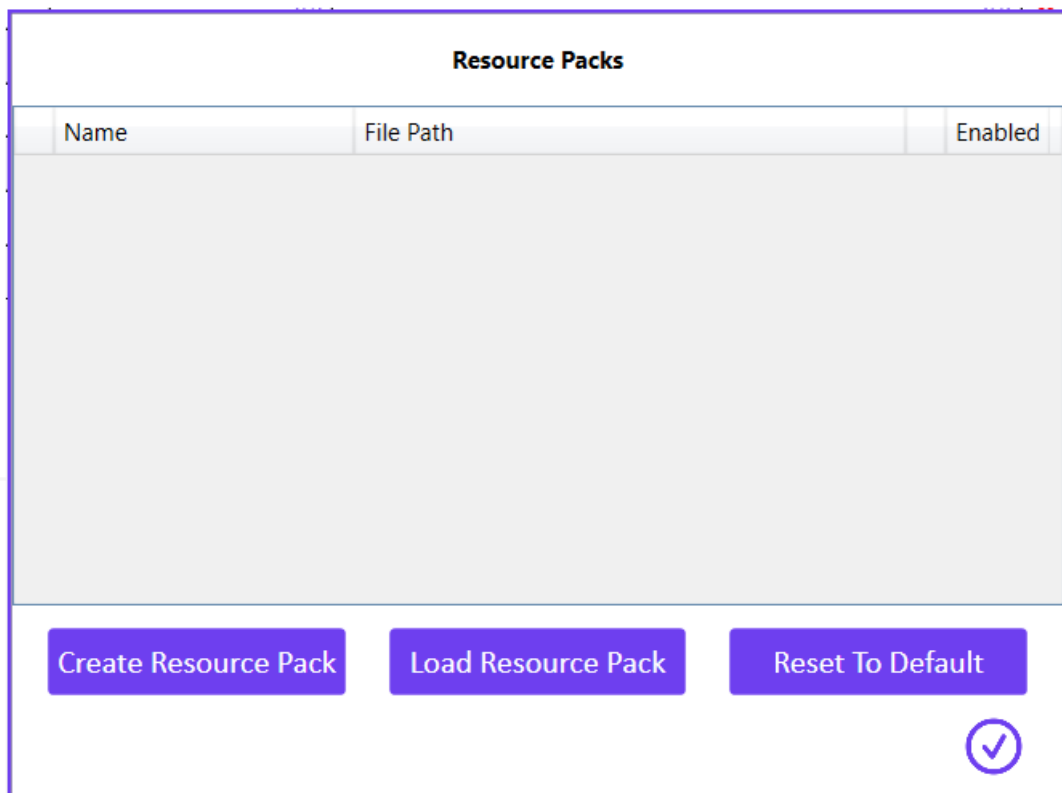 Resource Packs
Name File Path Enabled
Create Resource Pack Load Resource Pack Reset To Default